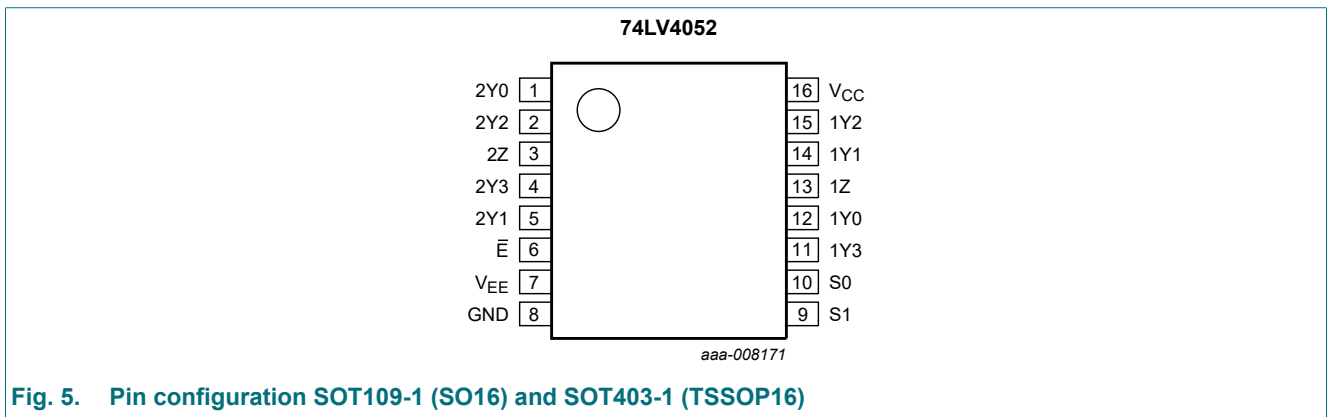 74LV4052
2Y0 1 16 VCC
2Y2 2 15 1Y2
2Z 3 14 1Y1
2Y3 4 13 1Z
2Y1 5 12 1Y0
E̅ 6 11 1Y3
VEE 7 10 S0
GND 8 9 S1
aaa-008171
Fig. 5. Pin configuration SOT109-1 (SO16) and SOT403-1 (TSSOP16)